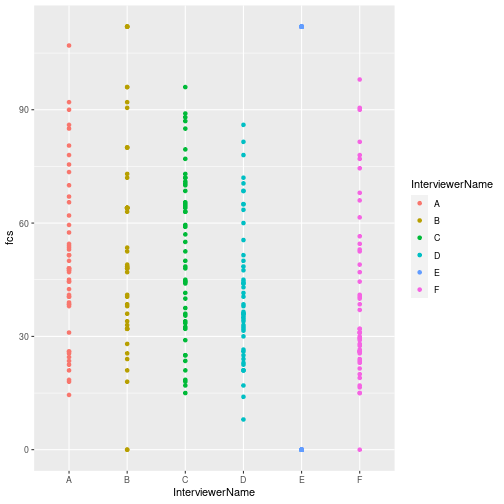 fcs
90
60
30
0
A B C D E F
InterviewerName
InterviewerName
A
B
C
D
E
F